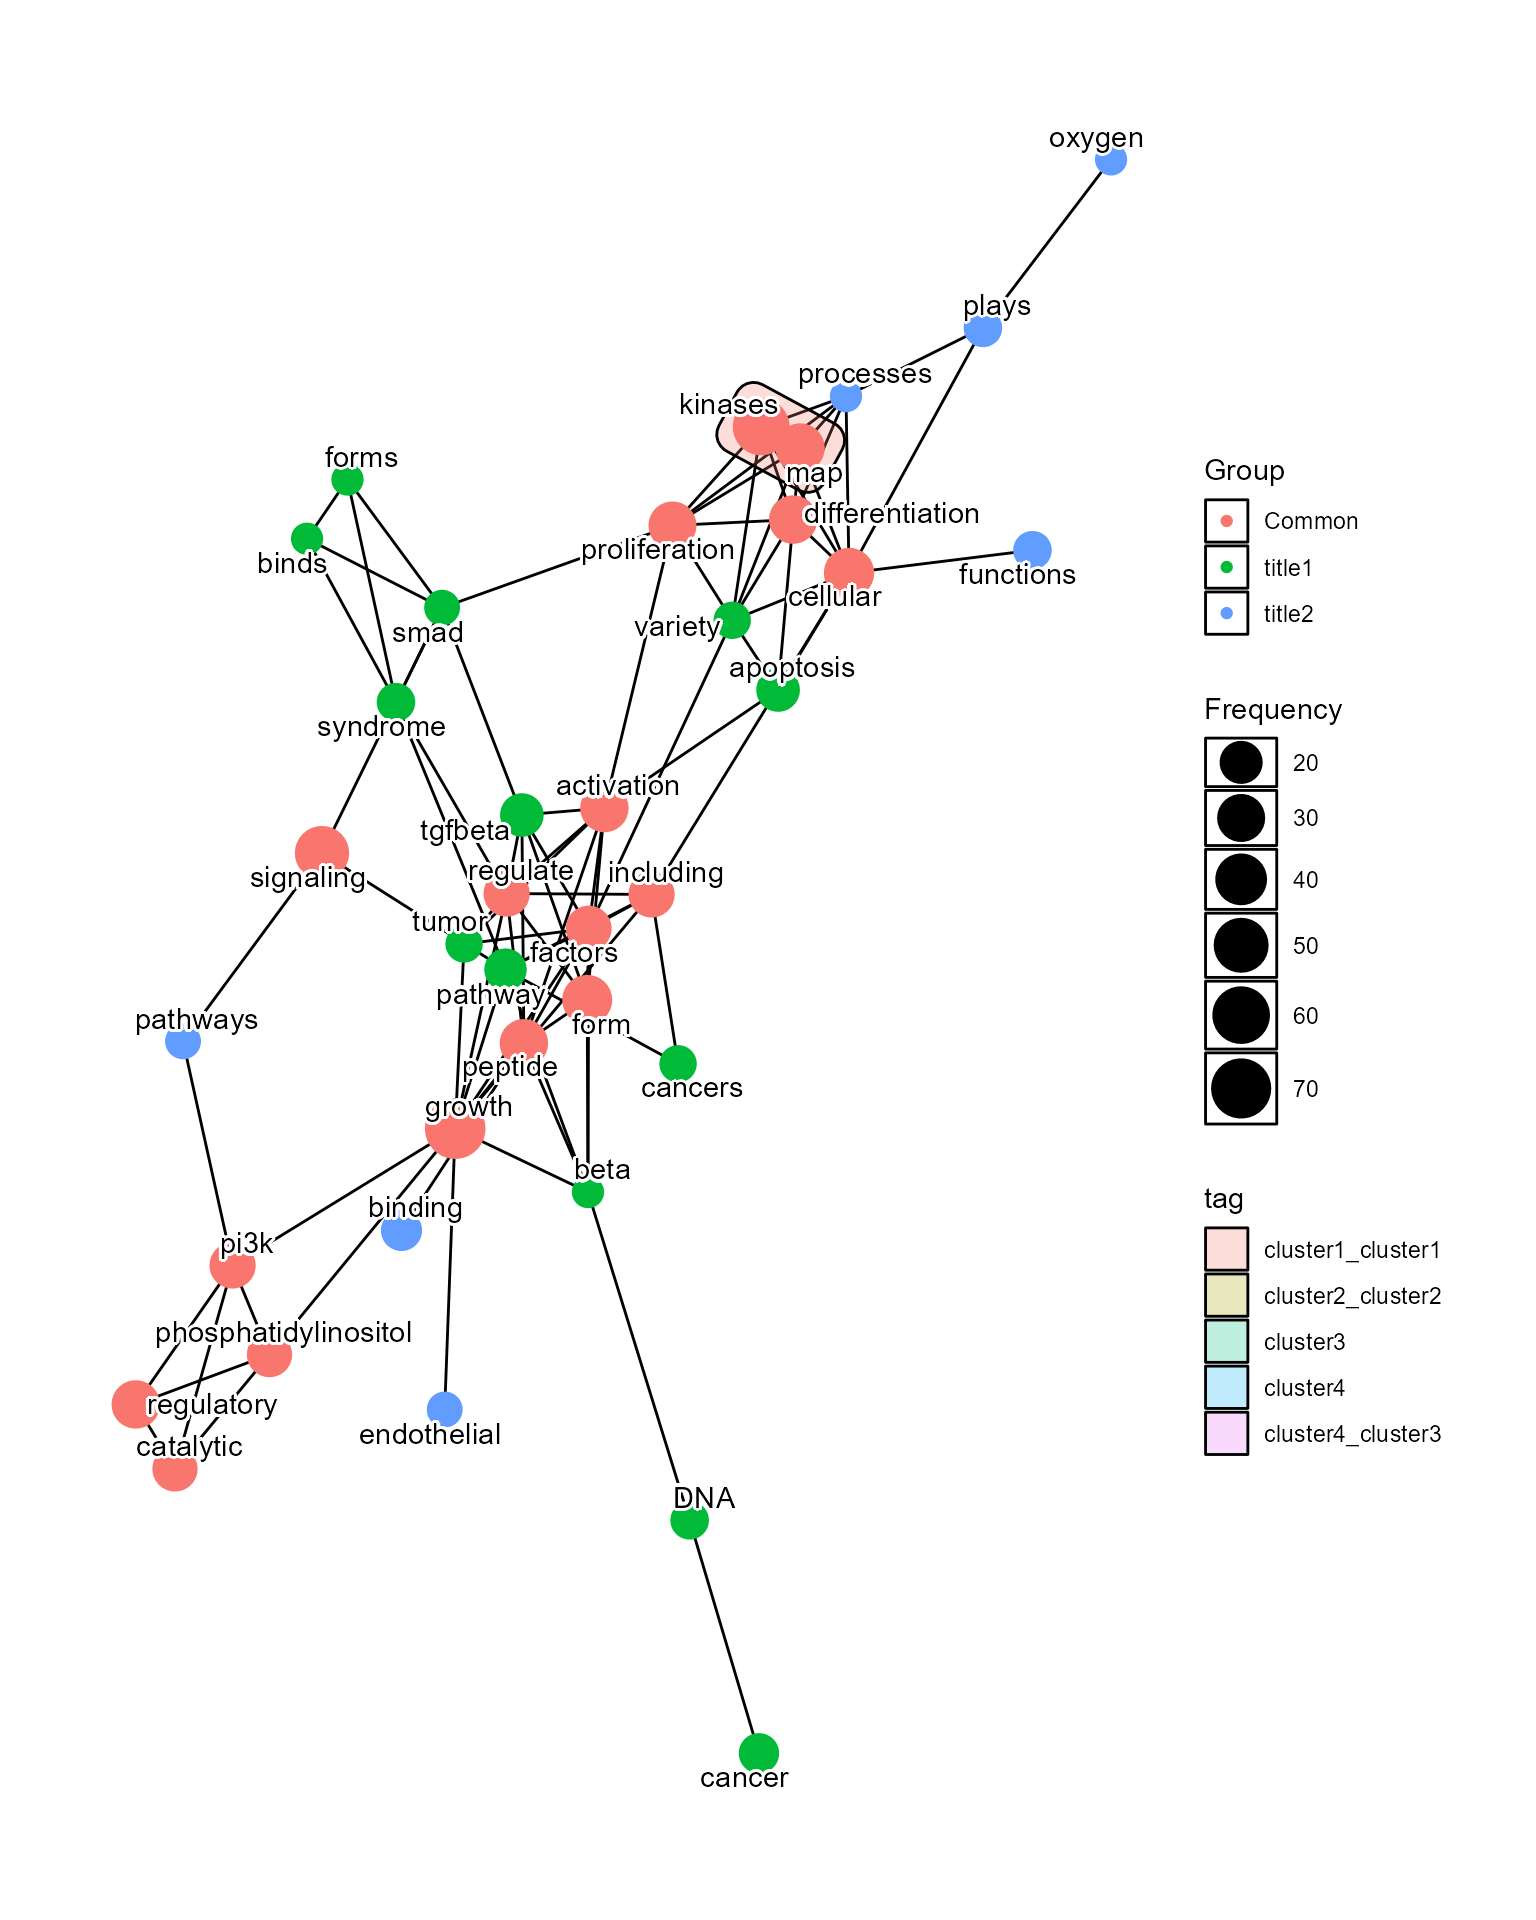 oxygen
plays
processes
kinases
forms
map
differentiation
proliferation
binds
functions
cellular
smad
variety
apoptosis
syndrome
activation
tgfbeta
regulate
including
signaling
tumor
factors
pathway
pathways
form
peptide
cancers
growth
beta
binding
pi3k
phosphatidylinositol
regulatory
endothelial
catalytic
DNA
cancer
Group
Common
title1
title2
Frequency
20
30
40
50
60
70
tag
cluster1_cluster1
cluster2_cluster2
cluster3
cluster4
cluster4_cluster3